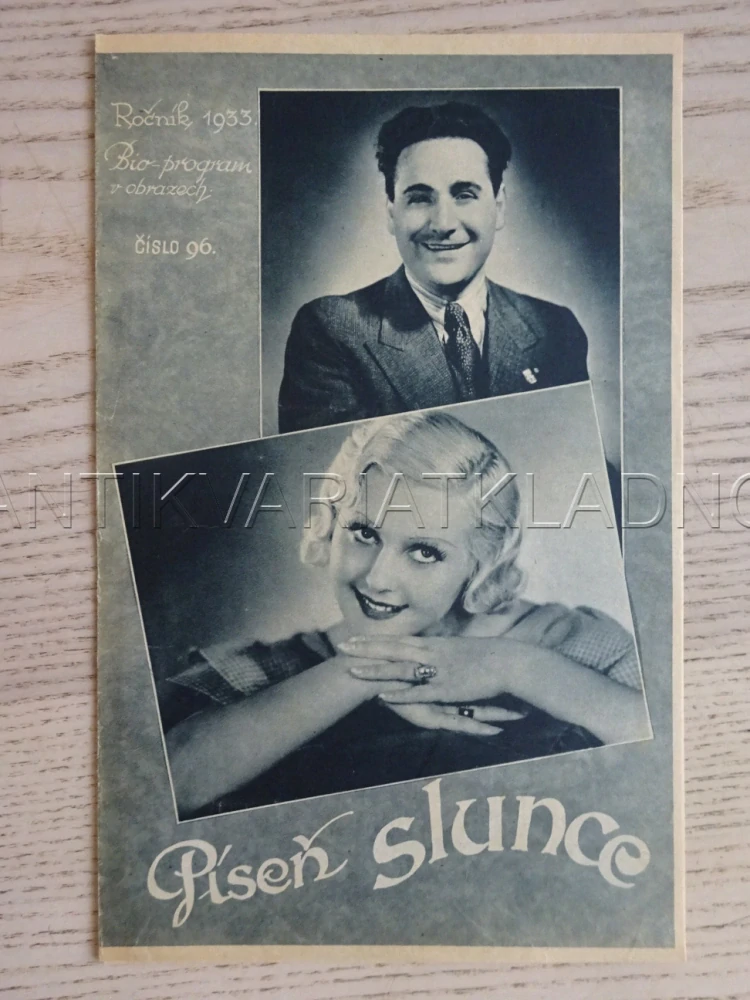 Ročník 1933.
Bio-program
v obrazech.
ČÍSLO 96.
ANTIKVARIATKLADNO
Píseň slunce